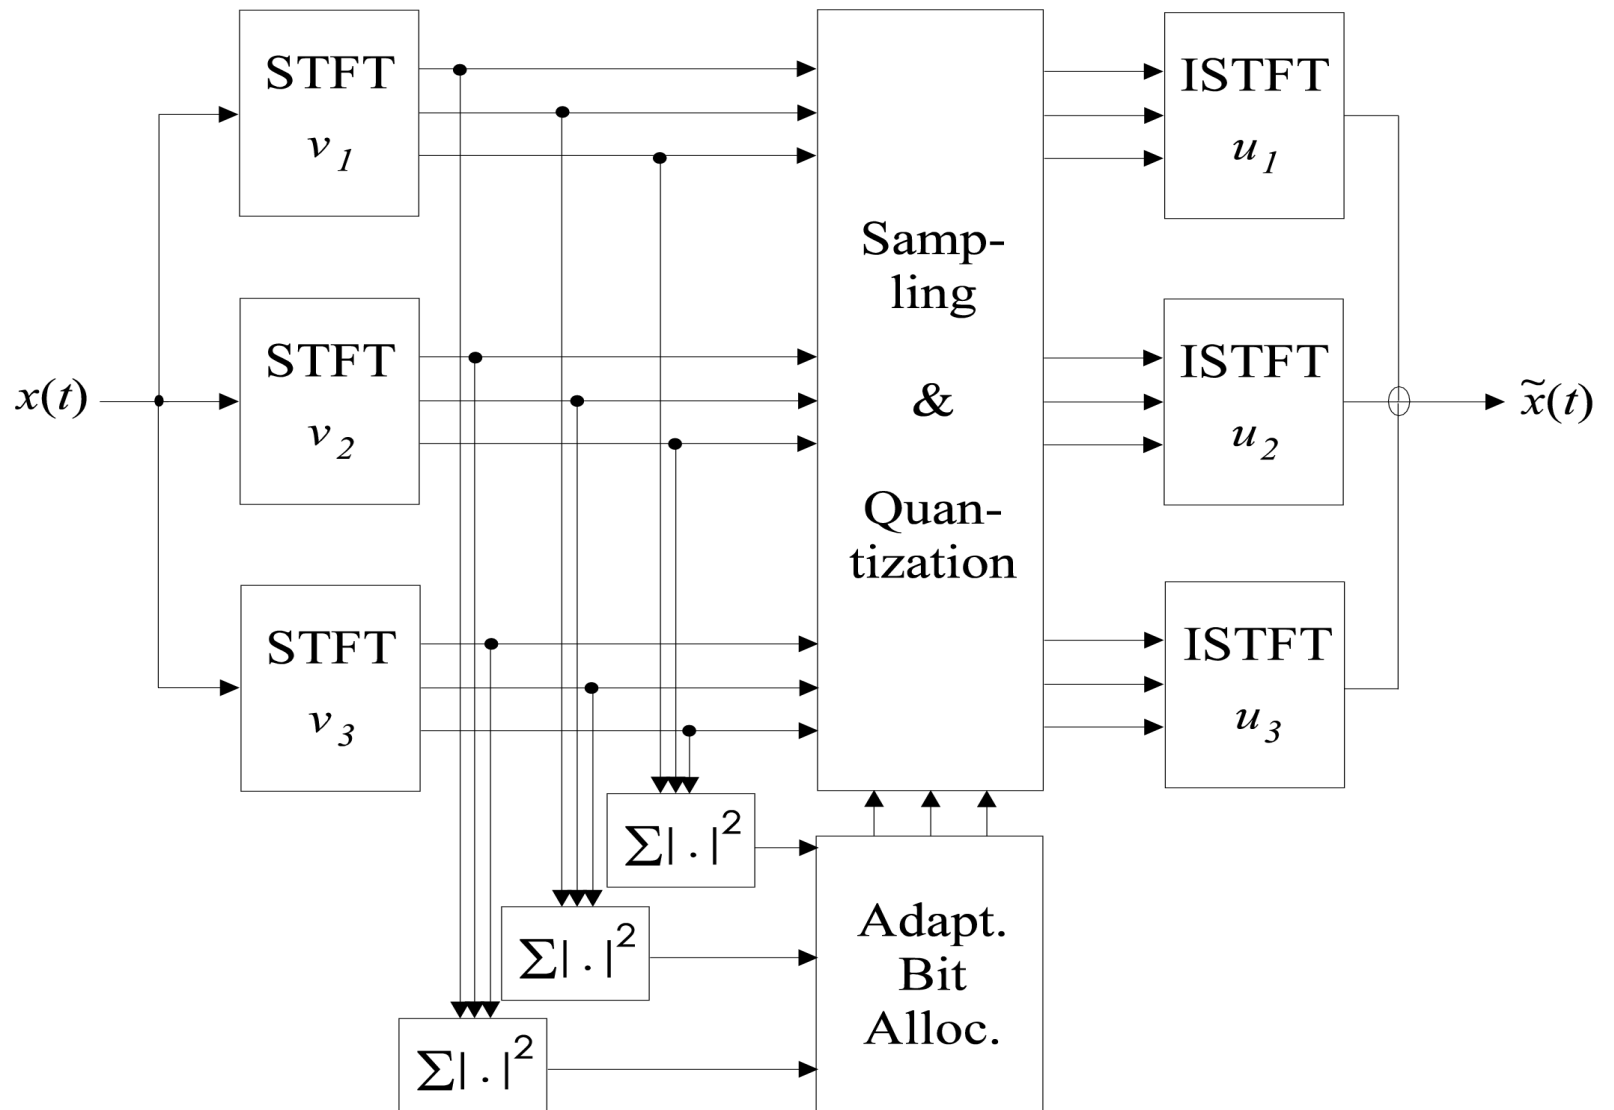 STFT
v1
STFT
v2
STFT
v3
x(t)
Samp-
ling
&
Quan-
tization
ISTFT
u1
ISTFT
u2
ISTFT
u3
x̃(t)
Σ| . |²
Σ| . |²
Σ| . |²
Adapt.
Bit
Alloc.